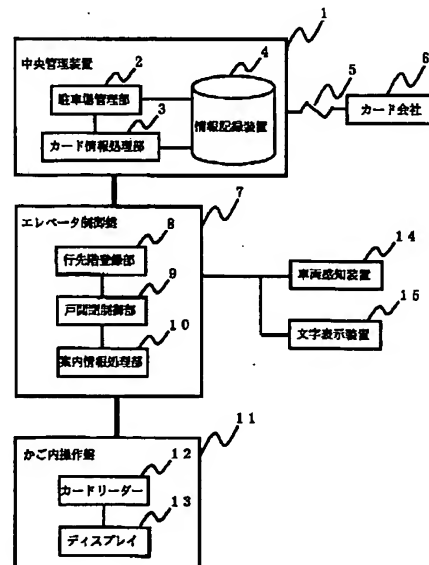 1
中央管理装置
2
4
駐車場管理部
3
カード情報処理部
情報記録装置
5
6
カード会社
7
エレベータ制御盤
8
行先階登録部
9
戸開閉制御部
10
案内情報処理部
14
車両感知装置
15
文字表示装置
11
かご内操作盤
12
カードリーダー
13
ディスプレイ